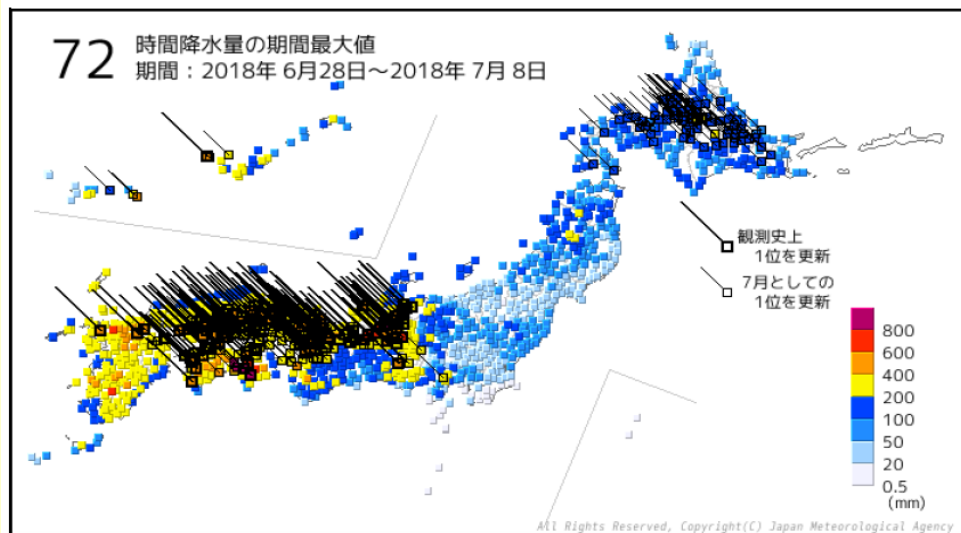 72 時間降水量の期間最大値
期間：2018年 6月28日～2018年 7月 8日
観測史上
1位を更新
7月としての
1位を更新
800
600
400
200
100
50
20
0.5
(mm)
All Rights Reserved, Copyright(C) Japan Meteorological Agency